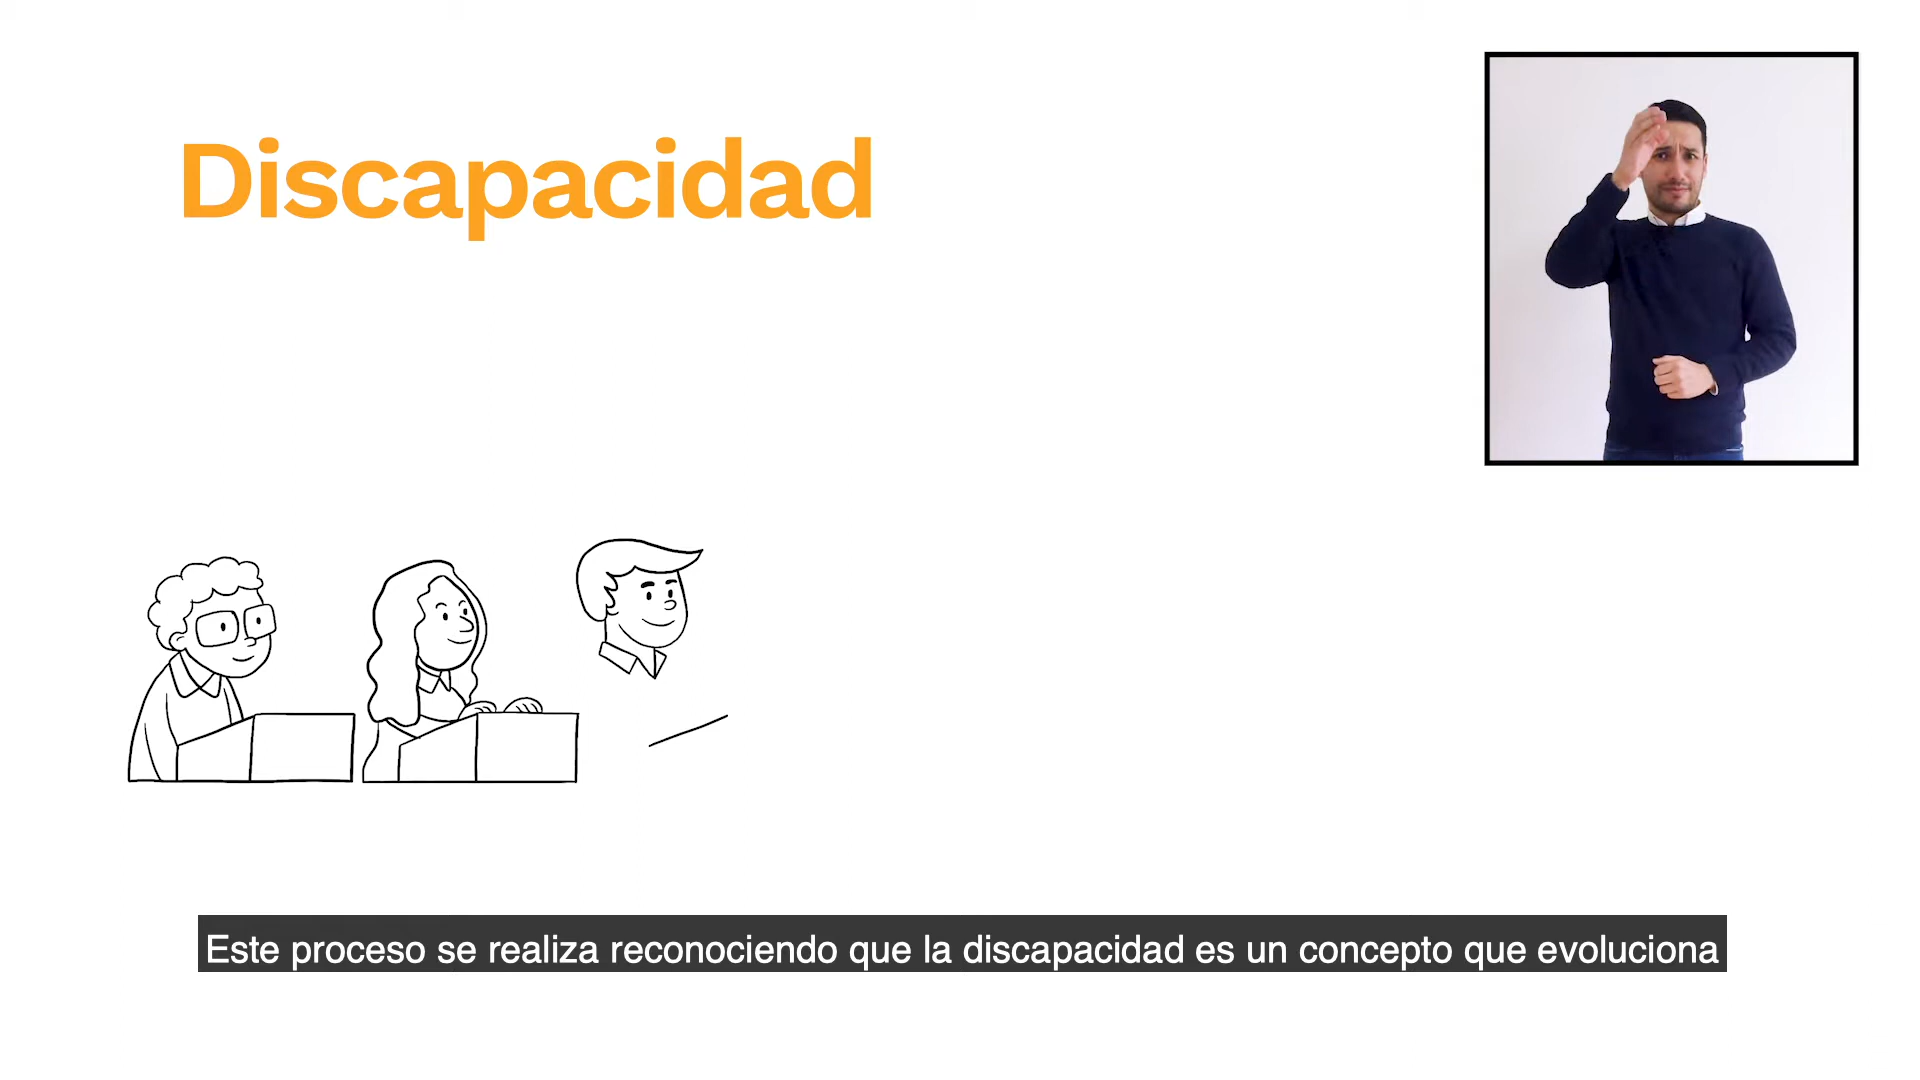 Discapacidad
Este proceso se realiza reconociendo que la discapacidad es un concepto que evoluciona